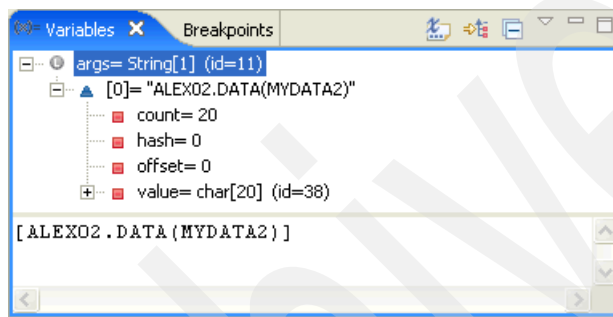 (x)= Variables Breakpoints
args= String[1] (id=11)
[0]= "ALEX02.DATA(MYDATA2)"
count= 20
hash= 0
offset= 0
value= char[20] (id=38)
[ALEX02.DATA(MYDATA2)]